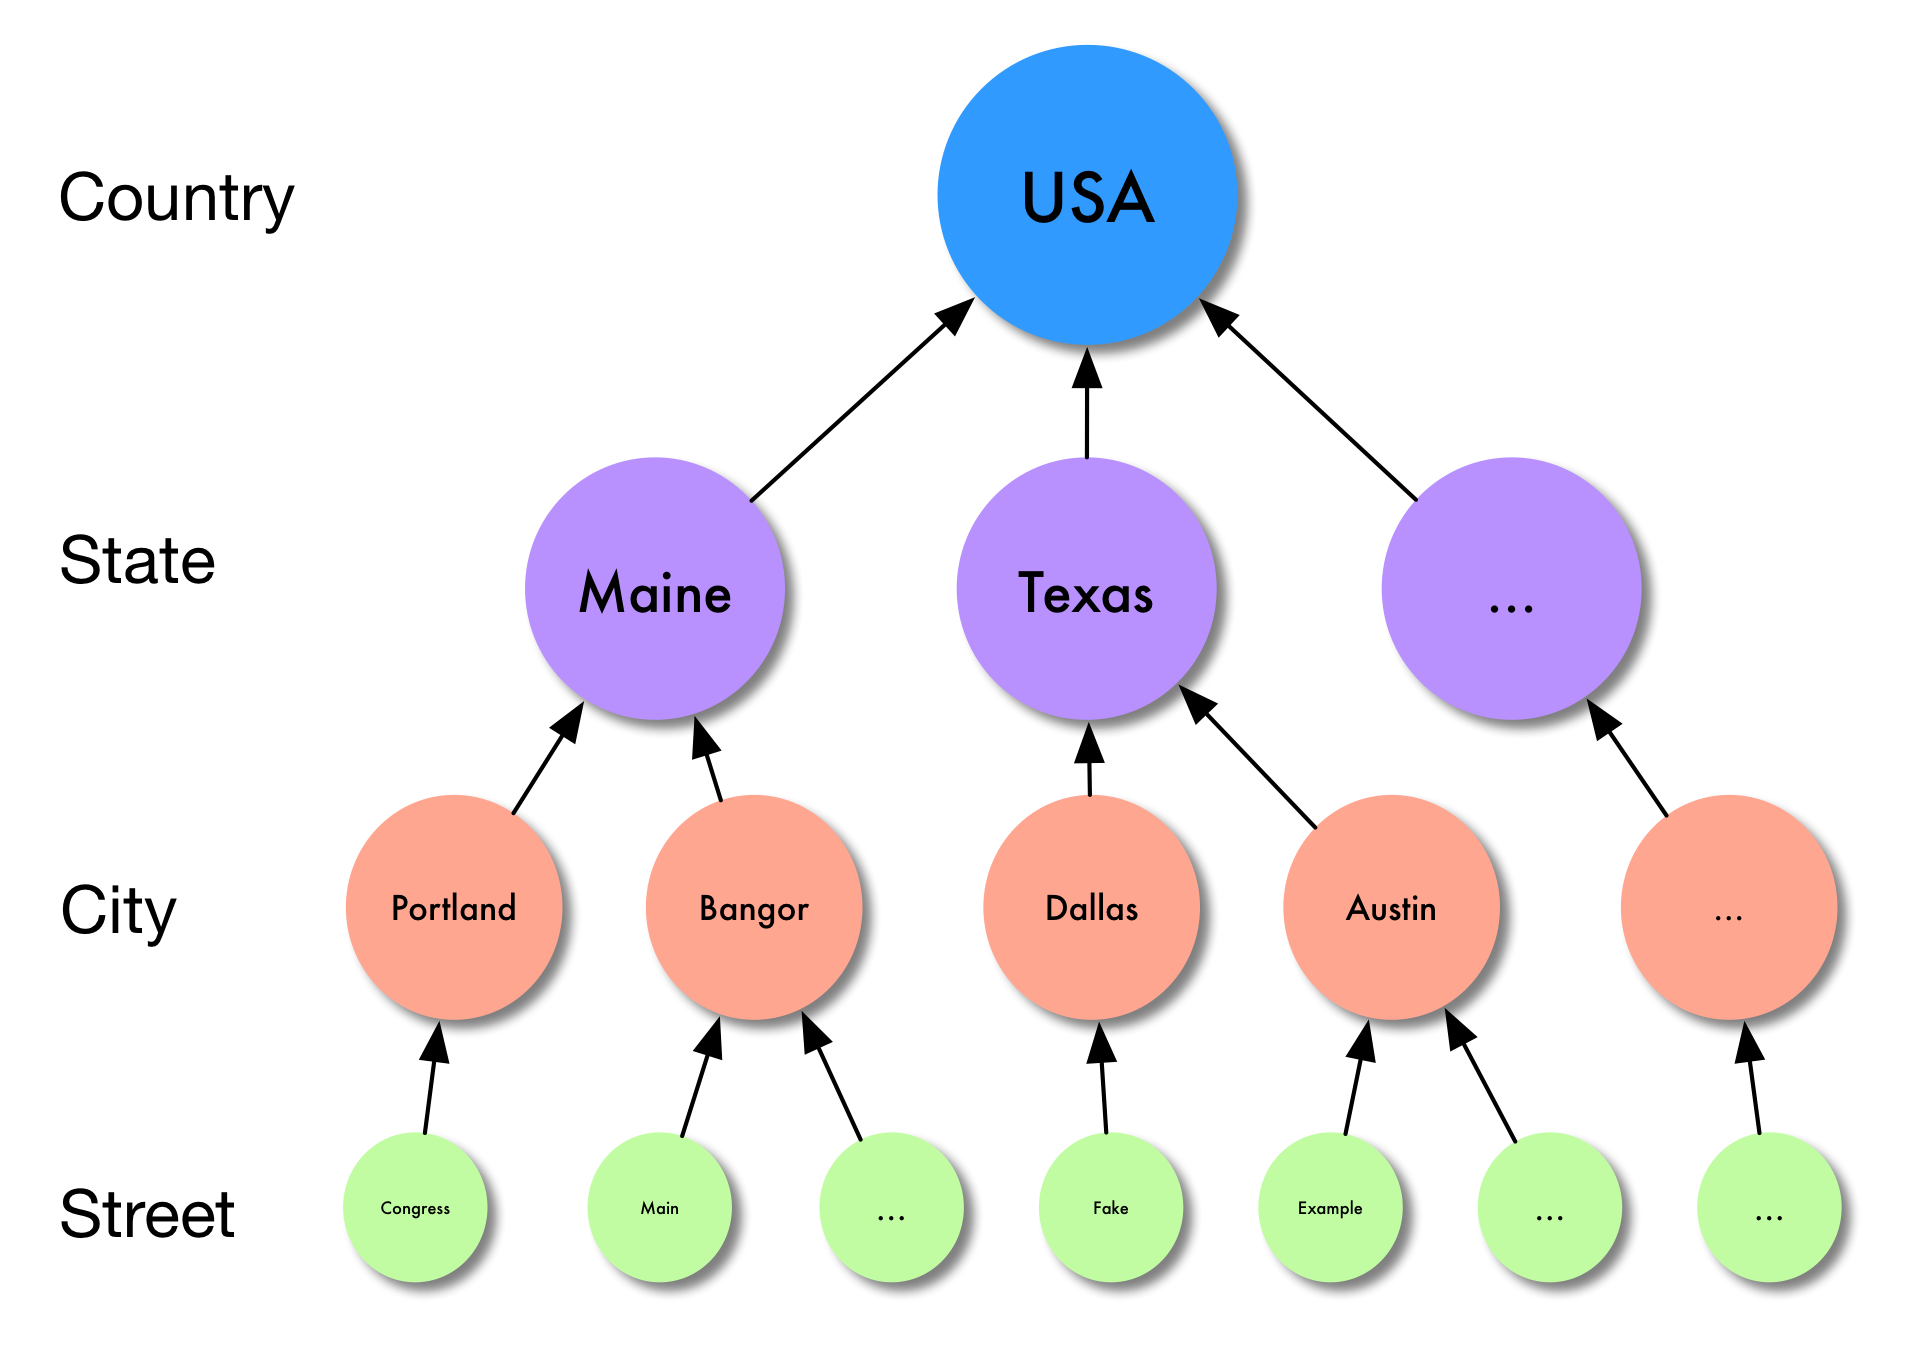 Country
USA
State
Maine
Texas
...
City
Portland
Bangor
Dallas
Austin
...
Street
Congress
Main
...
Fake
Example
...
...